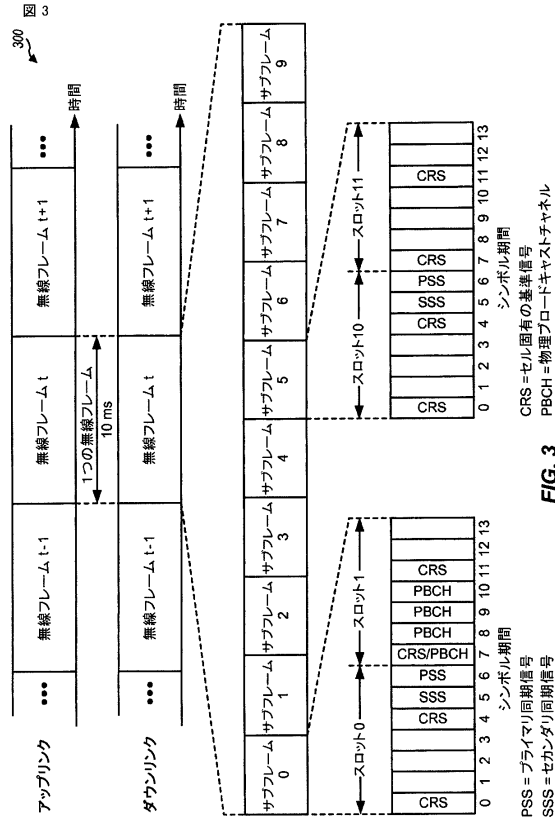 図 3
300
アップリンク
••• 無線フレーム t-1 無線フレーム t 無線フレーム t+1 •••
時間
1つの無線フレーム
10 ms
ダウンリンク
••• 無線フレーム t-1 無線フレーム t 無線フレーム t+1 •••
時間
サブフレーム 0
サブフレーム 1
サブフレーム 2
サブフレーム 3
サブフレーム 4
サブフレーム 5
サブフレーム 6
サブフレーム 7
サブフレーム 8
サブフレーム 9
スロット0 スロット1
CRS CRS SSS PSS CRS/PBCH PBCH PBCH PBCH CRS
0 1 2 3 4 5 6 7 8 9 10 11 12 13
シンボル期間
スロット10 スロット11
CRS CRS SSS PSS CRS CRS
0 1 2 3 4 5 6 7 8 9 10 11 12 13
シンボル期間
PSS = プライマリ同期信号
SSS = セカンダリ同期信号
CRS = セル固有の基準信号
PBCH = 物理ブロードキャストチャネル
FIG. 3